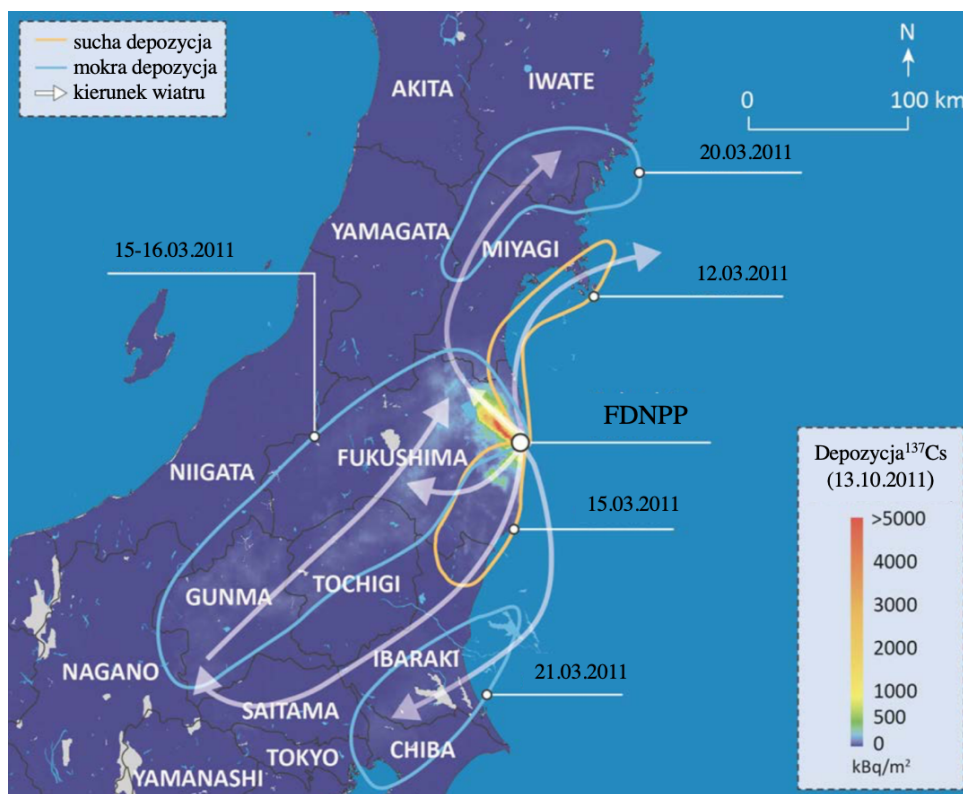 sucha depozycja
mokra depozycja
kierunek wiatru
N
0 100 km
AKITA
IWATE
20.03.2011
YAMAGATA
MIYAGI
15-16.03.2011
12.03.2011
FDNPP
NIIGATA
FUKUSHIMA
15.03.2011
GUNMA
TOCHIGI
NAGANO
IBARAKI
21.03.2011
SAITAMA
TOKYO
CHIBA
YAMANASHI
Depozycja¹³⁷Cs
(13.10.2011)
>5000
4000
3000
2000
1000
500
0
kBq/m²